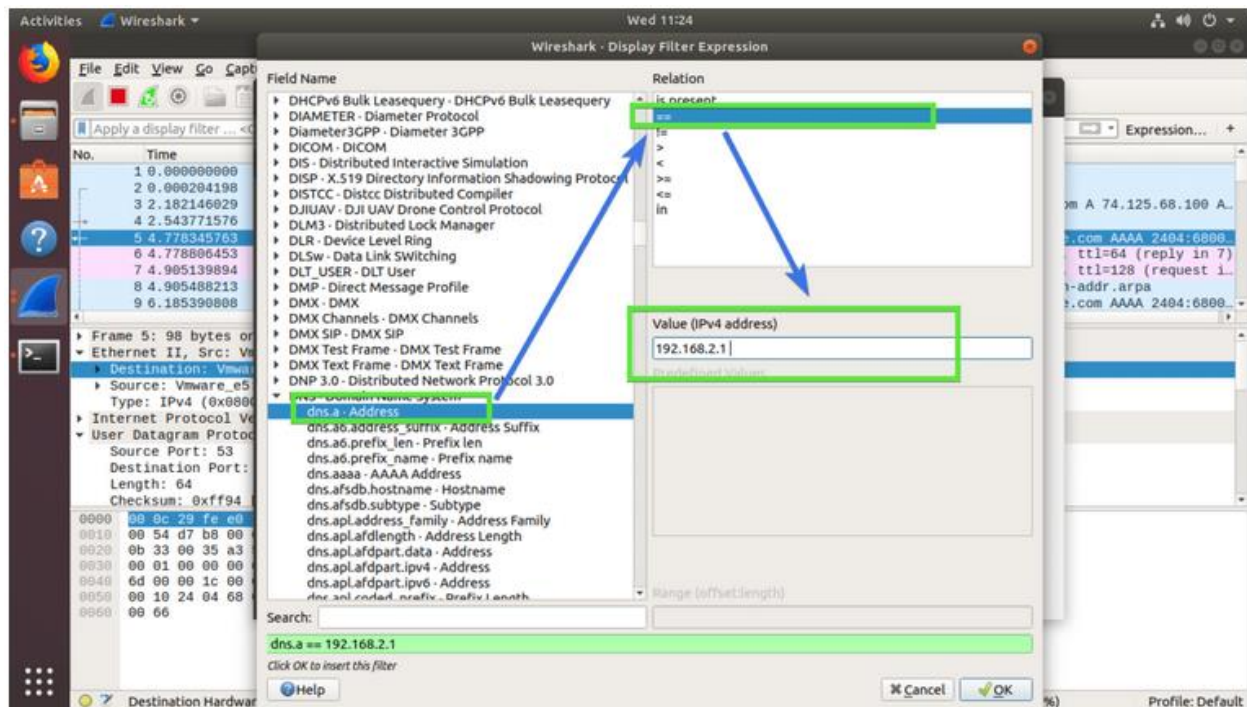 Activities Wireshark Wed 11:24
Wireshark · Display Filter Expression
File Edit View Go Capt
Apply a display filter ... <C
Expression... +
No. Time
1 0.000000000
2 0.000204198
3 2.182146029
4 2.543771576
5 4.778345763
6 4.778806453
7 4.905139894
8 4.905488213
9 6.185390808
om A 74.125.68.100 A…
e.com AAAA 2404:6800…
ttl=64 (reply in 7)
ttl=128 (request i…
n-addr.arpa
e.com AAAA 2404:6800…
Frame 5: 98 bytes on
Ethernet II, Src: Vm
Destination: Vmwa
Source: Vmware_e5
Type: IPv4 (0x0800
Internet Protocol Ve
User Datagram Protoc
Source Port: 53
Destination Port:
Length: 64
Checksum: 0xff94
0000 00 0c 29 fe e0
0010 00 54 d7 b8 00
0020 0b 33 00 35 a3
0030 00 01 00 00 00
0040 6d 00 00 1c 00
0050 00 10 24 04 68
0060 00 66
Field Name
DHCPv6 Bulk Leasequery · DHCPv6 Bulk Leasequery
DIAMETER · Diameter Protocol
Diameter3GPP · Diameter 3GPP
DICOM · DICOM
DIS · Distributed Interactive Simulation
DISP · X.519 Directory Information Shadowing Protocol
DISTCC · Distcc Distributed Compiler
DJIUAV · DJI UAV Drone Control Protocol
DLM3 · Distributed Lock Manager
DLR · Device Level Ring
DLSw · Data Link SWitching
DLT_USER · DLT User
DMP · Direct Message Profile
DMX · DMX
DMX Channels · DMX Channels
DMX SIP · DMX SIP
DMX Test Frame · DMX Test Frame
DMX Text Frame · DMX Text Frame
DNP 3.0 · Distributed Network Protocol 3.0
DNS · Domain Name System
dns.a · Address
dns.a6.address_suffix · Address Suffix
dns.a6.prefix_len · Prefix len
dns.a6.prefix_name · Prefix name
dns.aaaa · AAAA Address
dns.afsdb.hostname · Hostname
dns.afsdb.subtype · Subtype
dns.apl.address_family · Address Family
dns.apl.afdlength · Address Length
dns.apl.afdpart.data · Address
dns.apl.afdpart.ipv4 · Address
dns.apl.afdpart.ipv6 · Address
dns.apl.coded_prefix · Prefix Length
Relation
is present
==
!=
>
<
>=
<=
in
Value (IPv4 address)
192.168.2.1
Predefined Values
Range (offset:length)
Search:
dns.a == 192.168.2.1
Click OK to insert this filter
Help Cancel OK
Destination Hardwar %) Profile: Default